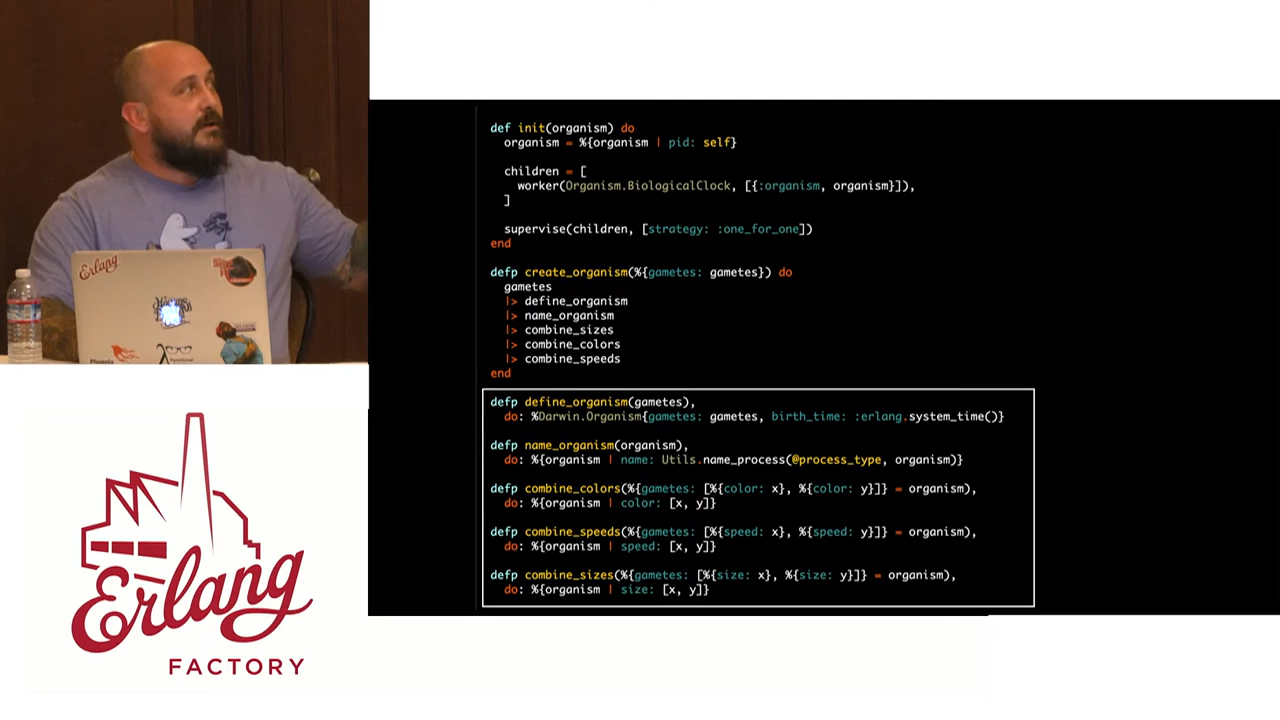 def init(organism) do
organism = %{organism | pid: self}
children = [
worker(Organism.BiologicalClock, [{:organism, organism}]),
]
supervise(children, [strategy: :one_for_one])
end
defp create_organism(%{gametes: gametes}) do
gametes
|> define_organism
|> name_organism
|> combine_sizes
|> combine_colors
|> combine_speeds
end
defp define_organism(gametes),
do: %Darwin.Organism{gametes: gametes, birth_time: :erlang.system_time()}
defp name_organism(organism),
do: %{organism | name: Utils.name_process(@process_type, organism)}
defp combine_colors(%{gametes: [%{color: x}, %{color: y}]} = organism),
do: %{organism | color: [x, y]}
defp combine_speeds(%{gametes: [%{speed: x}, %{speed: y}]} = organism),
do: %{organism | speed: [x, y]}
defp combine_sizes(%{gametes: [%{size: x}, %{size: y}]} = organism),
do: %{organism | size: [x, y]}
Erlang
Phoenix
Functional
Erlang
FACTORY